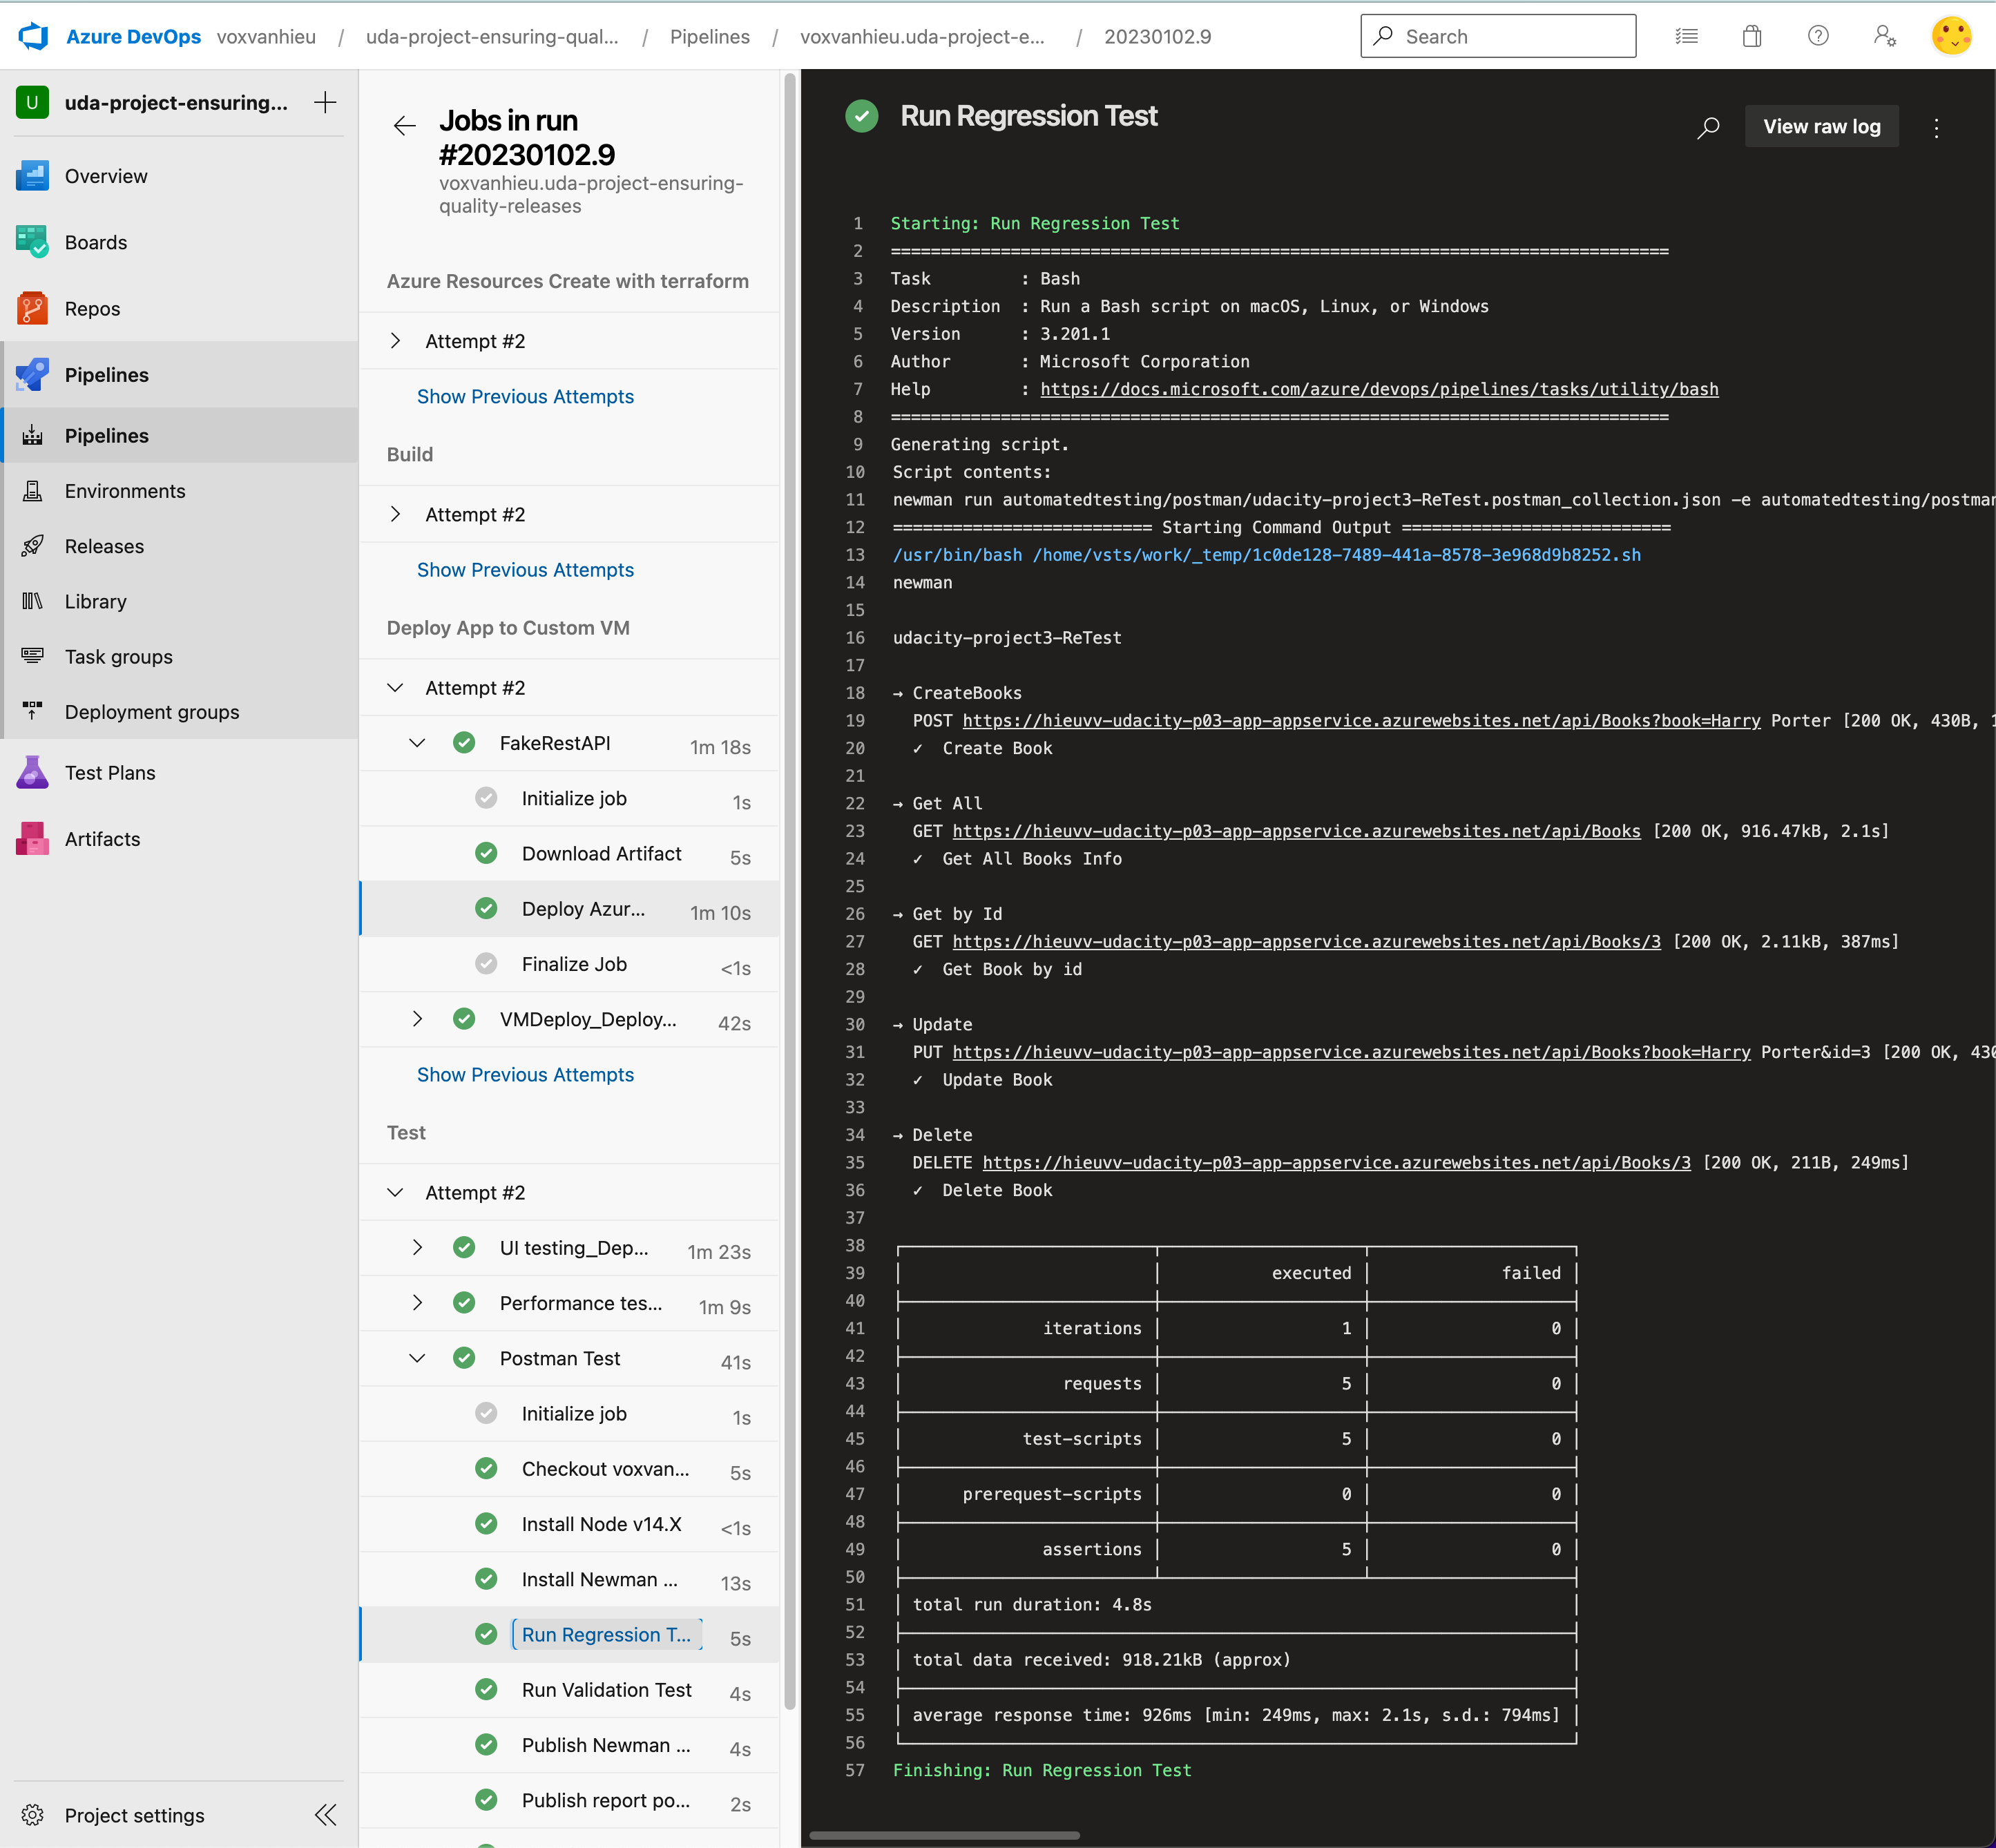 Azure DevOps voxvanhieu / uda-project-ensuring-qual... / Pipelines / voxvanhieu.uda-project-e... / 20230102.9
Search
U uda-project-ensuring...
Overview
Boards
Repos
Pipelines
Pipelines
Environments
Releases
Library
Task groups
Deployment groups
Test Plans
Artifacts
Project settings
Jobs in run
#20230102.9
voxvanhieu.uda-project-ensuring-
quality-releases
Azure Resources Create with terraform
Attempt #2
Show Previous Attempts
Build
Attempt #2
Show Previous Attempts
Deploy App to Custom VM
Attempt #2
FakeRestAPI 1m 18s
Initialize job 1s
Download Artifact 5s
Deploy Azur... 1m 10s
Finalize Job <1s
VMDeploy_Deploy... 42s
Show Previous Attempts
Test
Attempt #2
UI testing_Dep... 1m 23s
Performance tes... 1m 9s
Postman Test 41s
Initialize job 1s
Checkout voxvan... 5s
Install Node v14.X <1s
Install Newman ... 13s
Run Regression T... 5s
Run Validation Test 4s
Publish Newman ... 4s
Publish report po... 2s
Run Regression Test
View raw log
1 Starting: Run Regression Test
2 ==============================================================================
3 Task         : Bash
4 Description  : Run a Bash script on macOS, Linux, or Windows
5 Version      : 3.201.1
6 Author       : Microsoft Corporation
7 Help         : https://docs.microsoft.com/azure/devops/pipelines/tasks/utility/bash
8 ==============================================================================
9 Generating script.
10 Script contents:
11 newman run automatedtesting/postman/udacity-project3-ReTest.postman_collection.json -e automatedtesting/postman
12 ========================== Starting Command Output ===========================
13 /usr/bin/bash /home/vsts/work/_temp/1c0de128-7489-441a-8578-3e968d9b8252.sh
14 newman
15
16 udacity-project3-ReTest
17
18 → CreateBooks
19 POST https://hieuvv-udacity-p03-app-appservice.azurewebsites.net/api/Books?book=Harry Porter [200 OK, 430B, 1
20 ✓ Create Book
21
22 → Get All
23 GET https://hieuvv-udacity-p03-app-appservice.azurewebsites.net/api/Books [200 OK, 916.47kB, 2.1s]
24 ✓ Get All Books Info
25
26 → Get by Id
27 GET https://hieuvv-udacity-p03-app-appservice.azurewebsites.net/api/Books/3 [200 OK, 2.11kB, 387ms]
28 ✓ Get Book by id
29
30 → Update
31 PUT https://hieuvv-udacity-p03-app-appservice.azurewebsites.net/api/Books?book=Harry Porter&id=3 [200 OK, 430
32 ✓ Update Book
33
34 → Delete
35 DELETE https://hieuvv-udacity-p03-app-appservice.azurewebsites.net/api/Books/3 [200 OK, 211B, 249ms]
36 ✓ Delete Book
37
38
39 executed failed
40
41 iterations 1 0
42
43 requests 5 0
44
45 test-scripts 5 0
46
47 prerequest-scripts 0 0
48
49 assertions 5 0
50
51 total run duration: 4.8s
52
53 total data received: 918.21kB (approx)
54
55 average response time: 926ms [min: 249ms, max: 2.1s, s.d.: 794ms]
56
57 Finishing: Run Regression Test